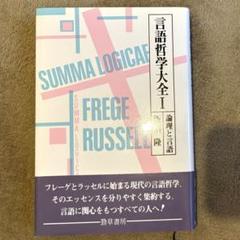 言語哲学大全I
論理と言語
隆
SUMMA LOGICAE
FREGE
RUSSELL
フレーゲとラッセルに始まる現代の言語哲学、
そのエッセンスを分りやすく集約する、
言語に関心をもつすべての人へ!
勁草書房